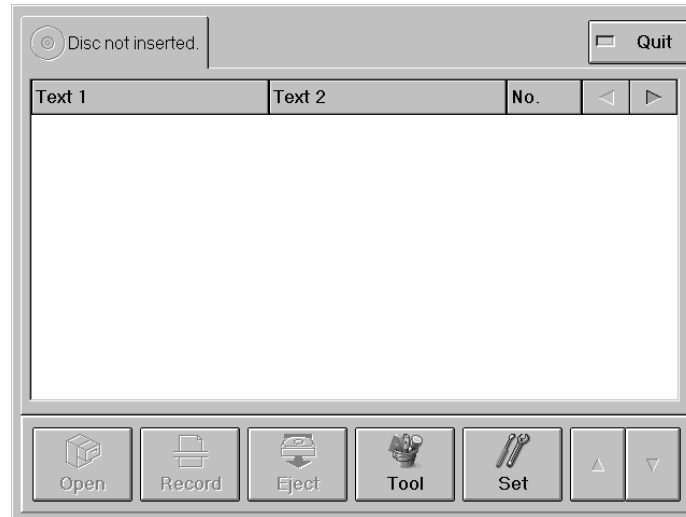 Disc not inserted.
Quit
Text 1 Text 2 No.
Open Record Eject Tool Set